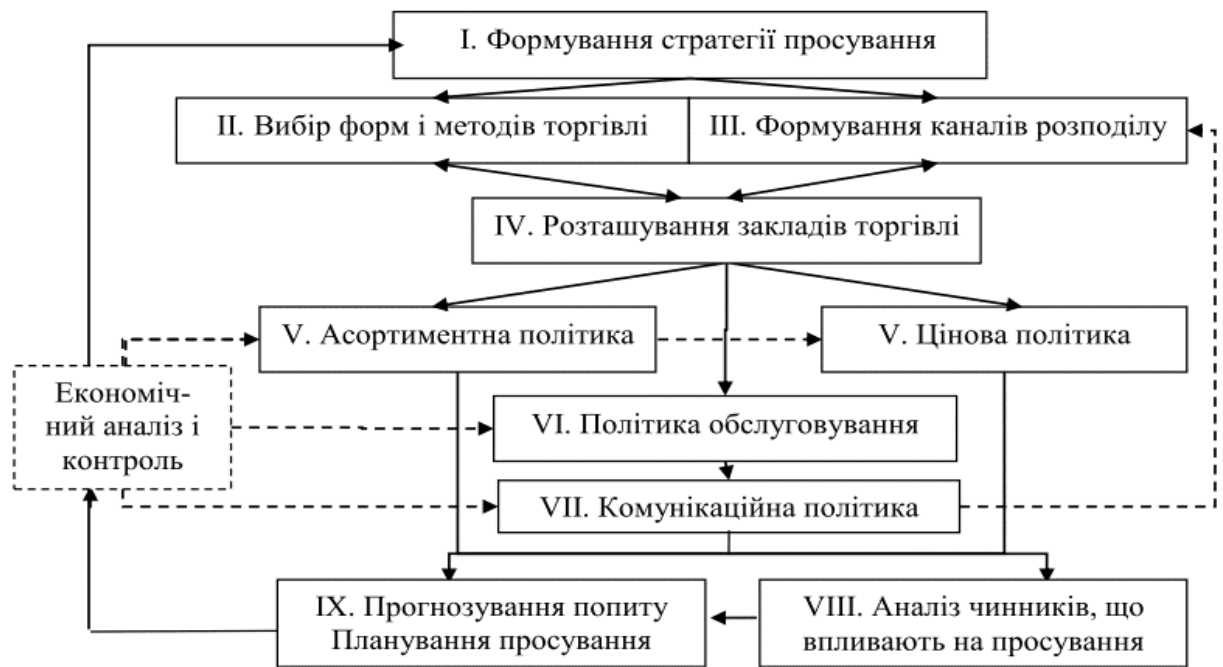 І. Формування стратегії просування
ІІ. Вибір форм і методів торгівлі
ІІІ. Формування каналів розподілу
IV. Розташування закладів торгівлі
V. Асортиментна політика
V. Цінова політика
Економіч-
ний аналіз і
контроль
VI. Політика обслуговування
VII. Комунікаційна політика
IX. Прогнозування попиту
Планування просування
VIII. Аналіз чинників, що
впливають на просування